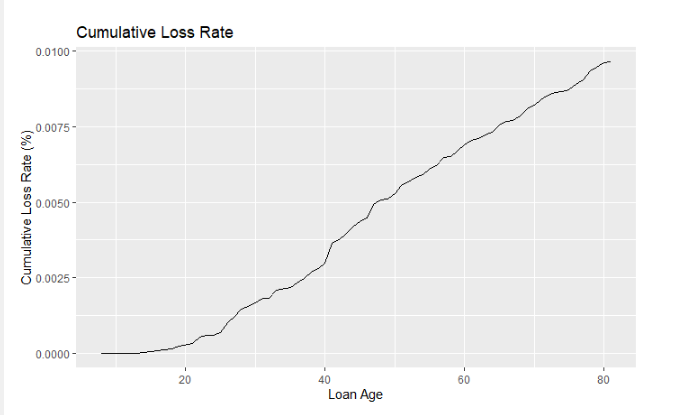 Cumulative Loss Rate
0.0100
0.0075
0.0050
0.0025
0.0000
Cumulative Loss Rate (%)
20 40 60 80
Loan Age